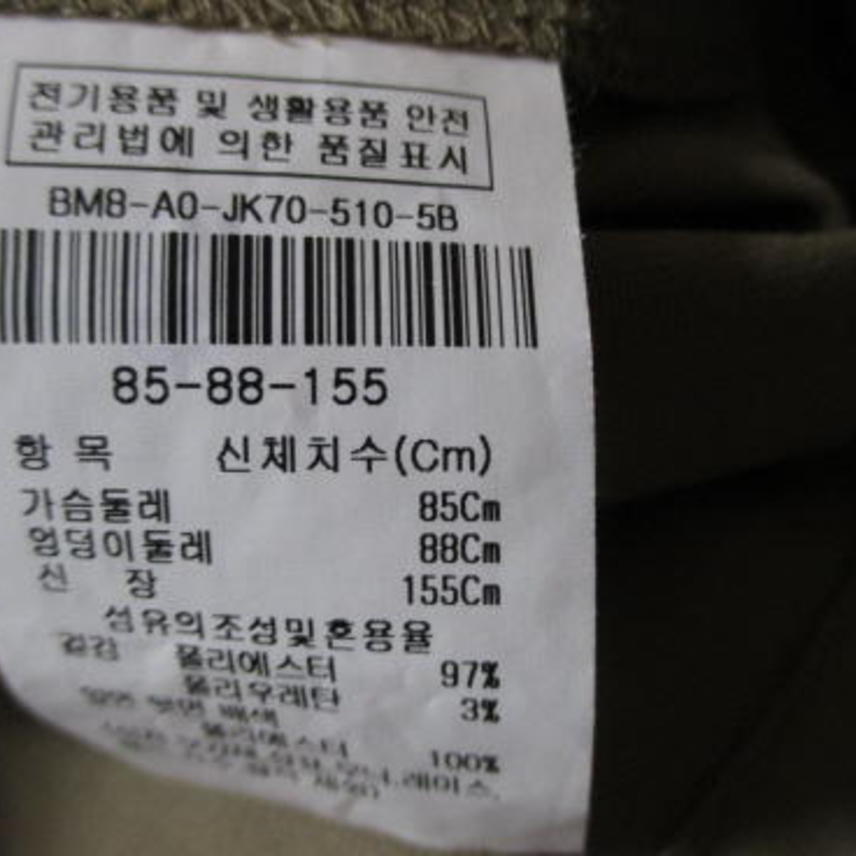 전기용품 및 생활용품 안전
관리법에 의한 품질표시
BM8-A0-JK70-510-5B
85-88-155
항 목 신체치수(Cm)
가슴둘레 85Cm
엉덩이둘레 88Cm
신 장 155Cm
섬유의조성및혼용율
겉감 폴리에스터 97%
폴리우레탄 3%
배색
폴리에스터 100%